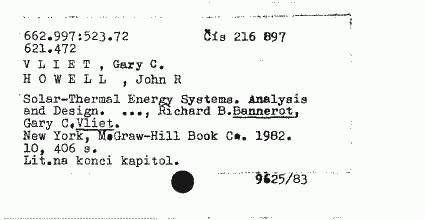 662.997:523.72 Čís 216 897
621.472
V L I E T , Gary C.
H O W E L L , John R
Solar-Thermal Energy Systems. Analysis
and Design. ..., Richard B.Bannerot,
Gary C.Vliet.
New York, McGraw-Hill Book Co. 1982.
10, 406 s.
Lit.na konci kapitol.
9625/83